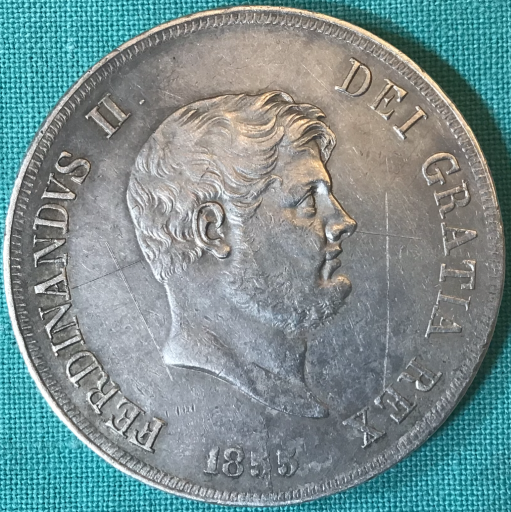 FERDINANDVS II
DEI GRATIA REX
1855